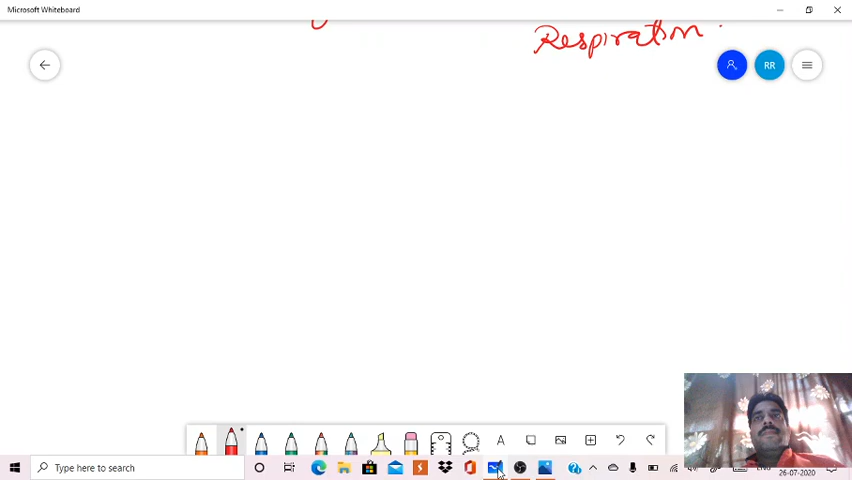 Microsoft Whiteboard
Respiration
RR
A
Type here to search
26-07-2020